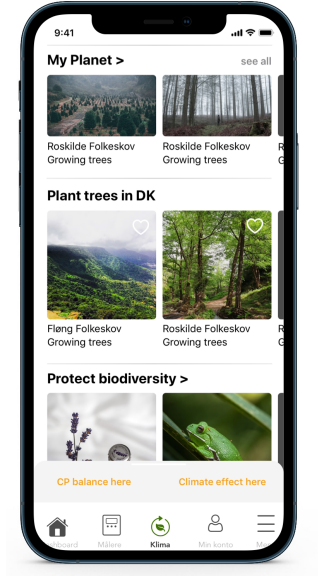 9:41
My Planet > see all
Roskilde Folkeskov Roskilde Folkeskov R
Growing trees Growing trees G
Plant trees in DK
Fløng Folkeskov Roskilde Folkeskov R
Growing trees Growing trees G
Protect biodiversity >
CP balance here Climate effect here
shboard Målere Klima Min konto Me